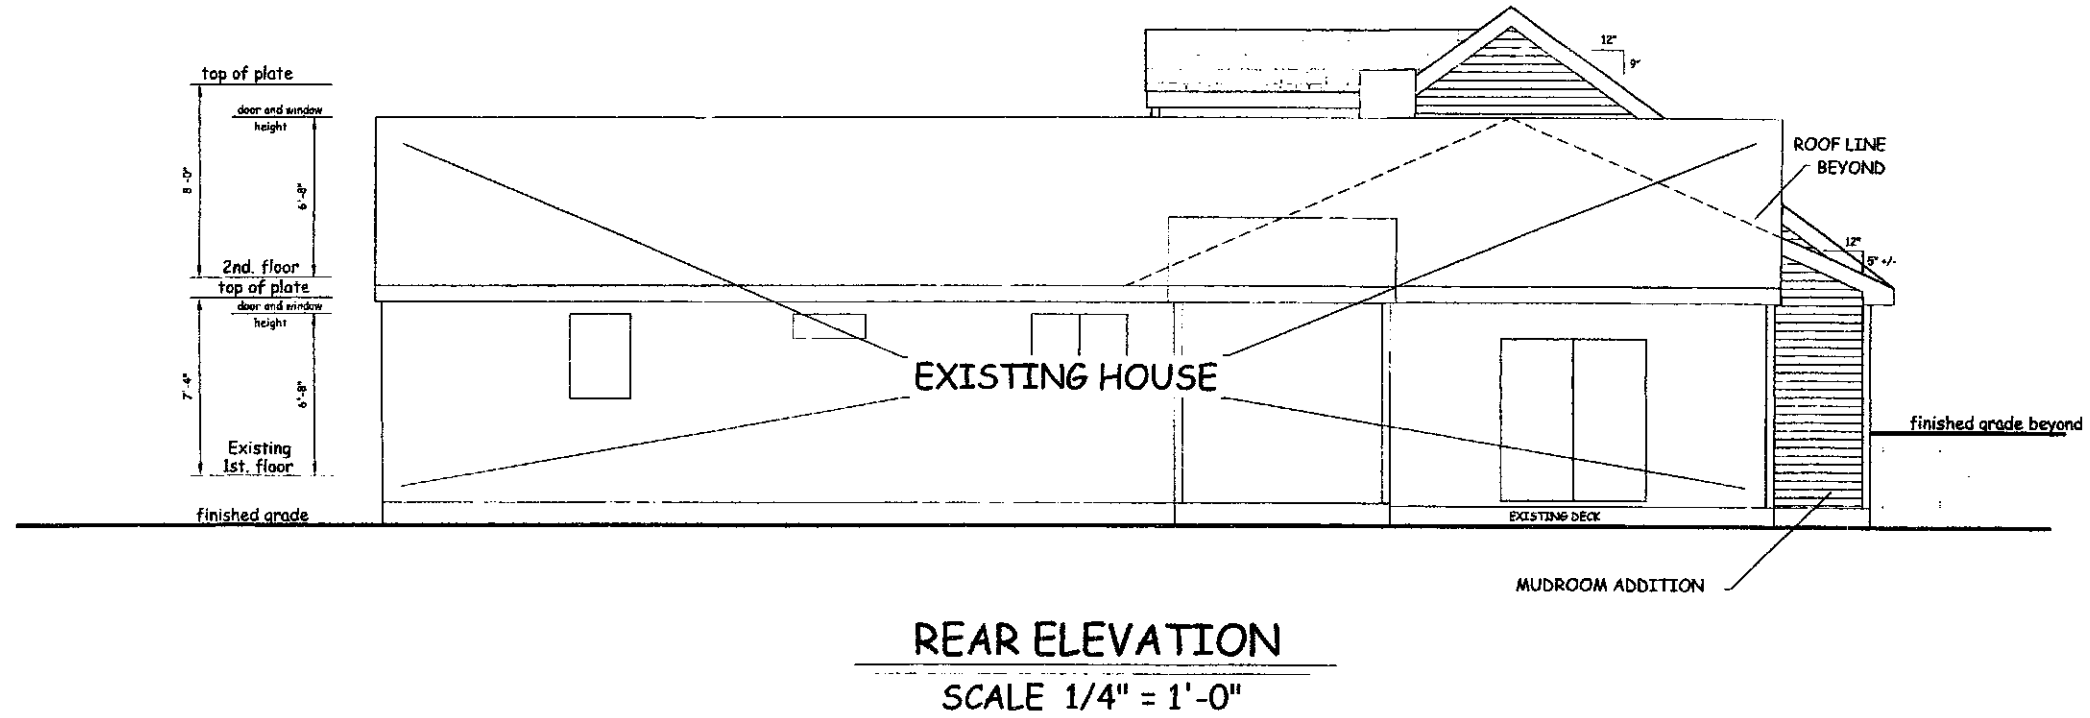 12"
9"
top of plate
door and window
height
8'-0"
6'-8"
ROOF LINE
BEYOND
12"
5" +/-
2nd. floor
top of plate
door and window
height
7'-4"
6'-8"
EXISTING HOUSE
finished grade beyond
Existing
1st. floor
finished grade
EXISTING DECK
MUDROOM ADDITION
REAR ELEVATION
SCALE 1/4" = 1'-0"